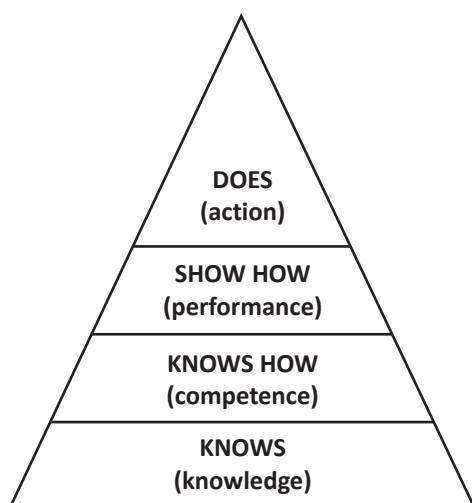 DOES
(action)
SHOW HOW
(performance)
KNOWS HOW
(competence)
KNOWS
(knowledge)